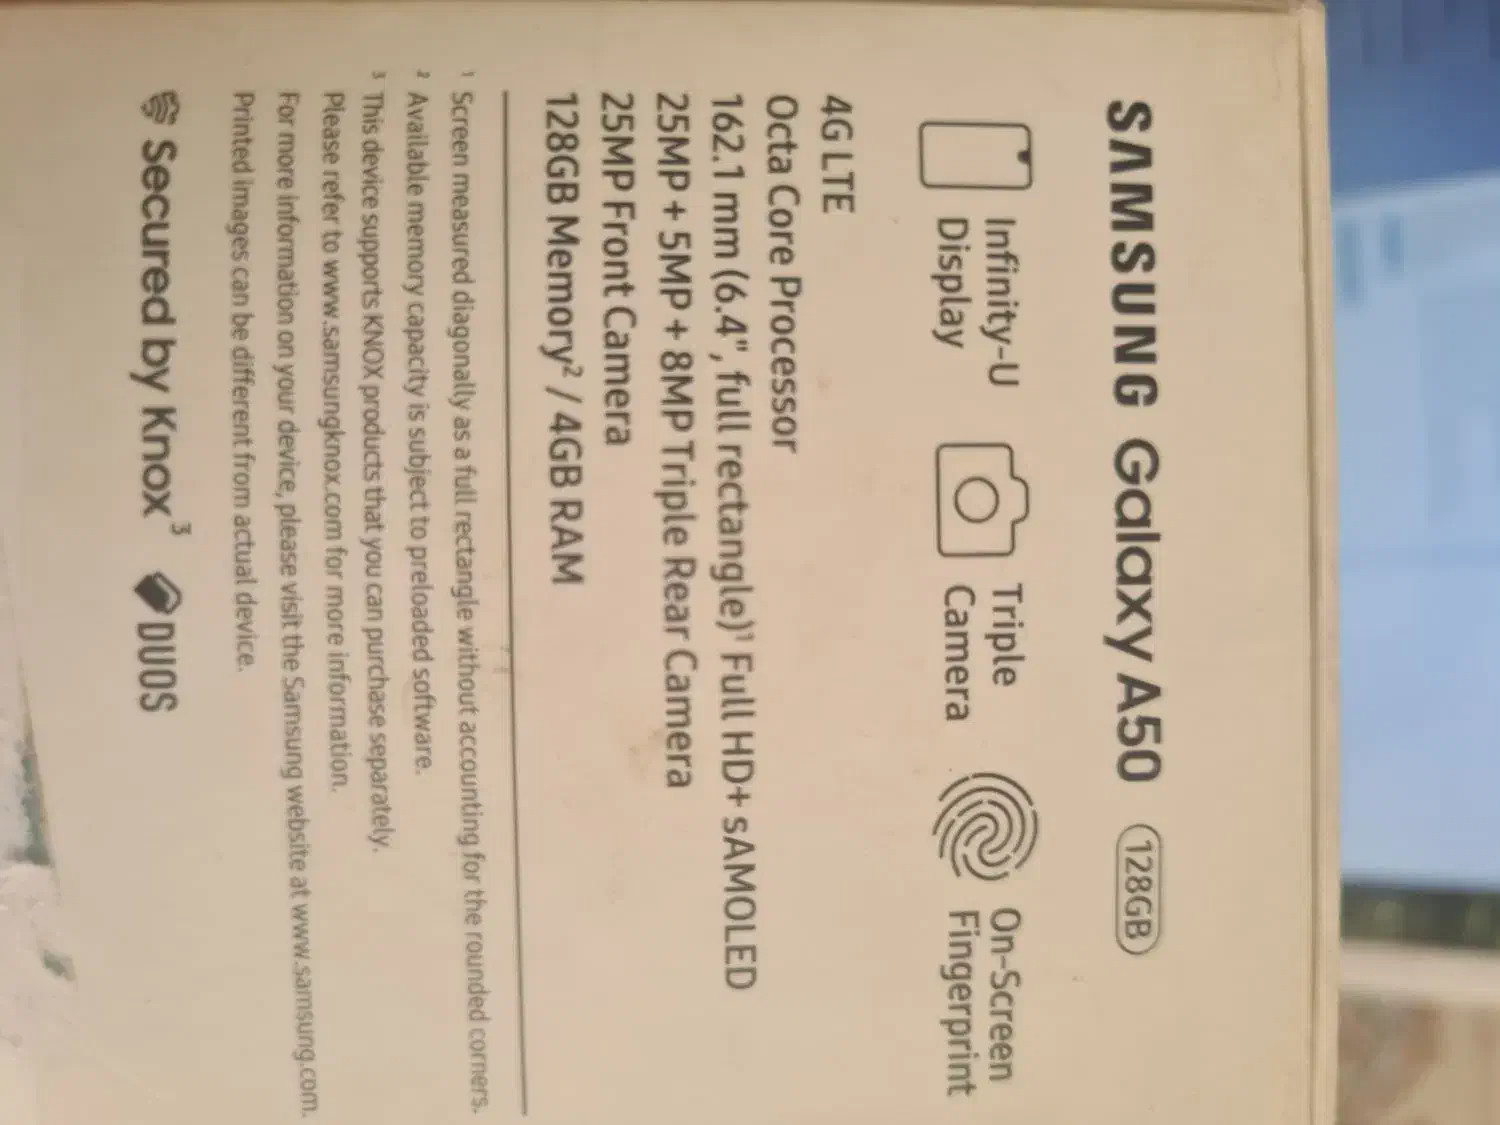 SAMSUNG Galaxy A50 128GB
Infinity-U
Display
Triple
Camera
On-Screen
Fingerprint
4G LTE
Octa Core Processor
162.1 mm (6.4", full rectangle)¹ Full HD+ sAMOLED
25MP + 5MP + 8MP Triple Rear Camera
25MP Front Camera
128GB Memory² / 4GB RAM
¹ Screen measured diagonally as a full rectangle without accounting for the rounded corners.
² Available memory capacity is subject to preloaded software.
³ This device supports KNOX products that you can purchase separately.
Please refer to www.samsungknox.com for more information.
For more information on your device, please visit the Samsung website at www.samsung.com.
Printed images can be different from actual device.
Secured by Knox³ DUOS